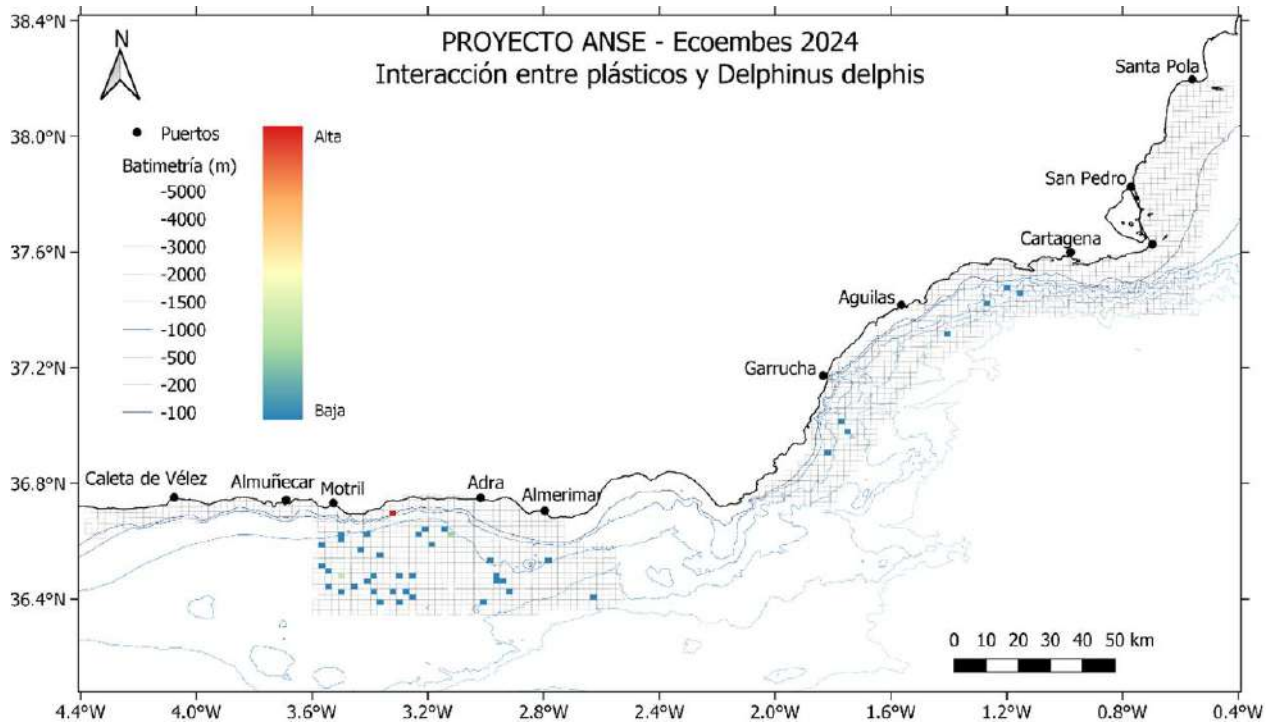 PROYECTO ANSE - Ecoembes 2024
Interacción entre plásticos y Delphinus delphis
N
Puertos
Batimetría (m)
-5000
-4000
-3000
-2000
-1500
-1000
-500
-200
-100
Alta
Baja
Santa Pola
San Pedro
Cartagena
Aguilas
Garrucha
Caleta de Vélez
Almuñecar
Motril
Adra
Almerimar
38.4°N
38.0°N
37.6°N
37.2°N
36.8°N
36.4°N
0 10 20 30 40 50 km
4.4°W 4.0°W 3.6°W 3.2°W 2.8°W 2.4°W 2.0°W 1.6°W 1.2°W 0.8°W 0.4°W